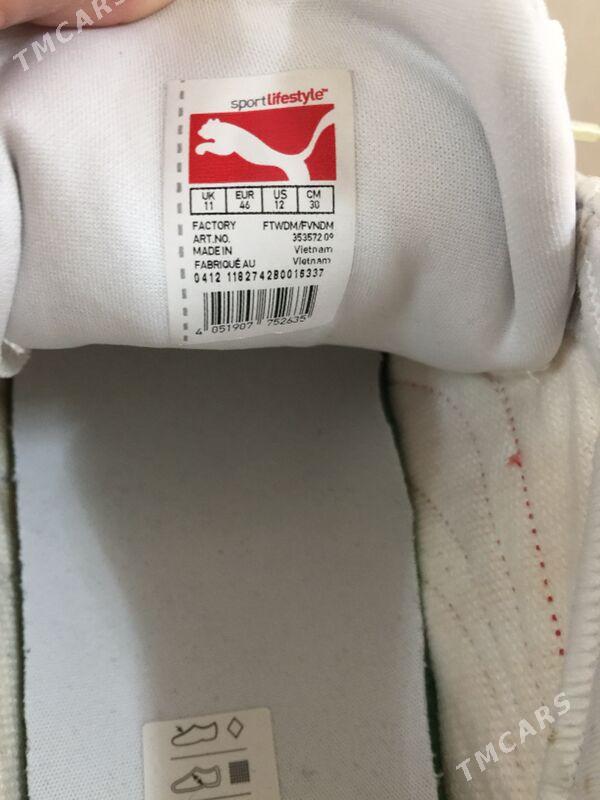 TMCARS
sportlifestyle™
UK EUR US CM
11 46 12 30
FACTORY FTWDM/FVNDM
ART.NO. 353572 09
MADE IN Vietnam
FABRIQUÉ AU Vietnam
0412 118274280016337
4 051907 752635
TMCARS